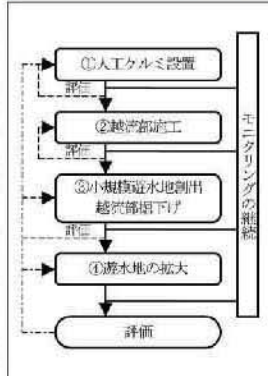 ①人工ケルミ設置
評価
②越流部施工
評価
③小規模遊水地創出
越流部堀下げ
評価
④遊水地の拡大
評価
モニタリングの継続